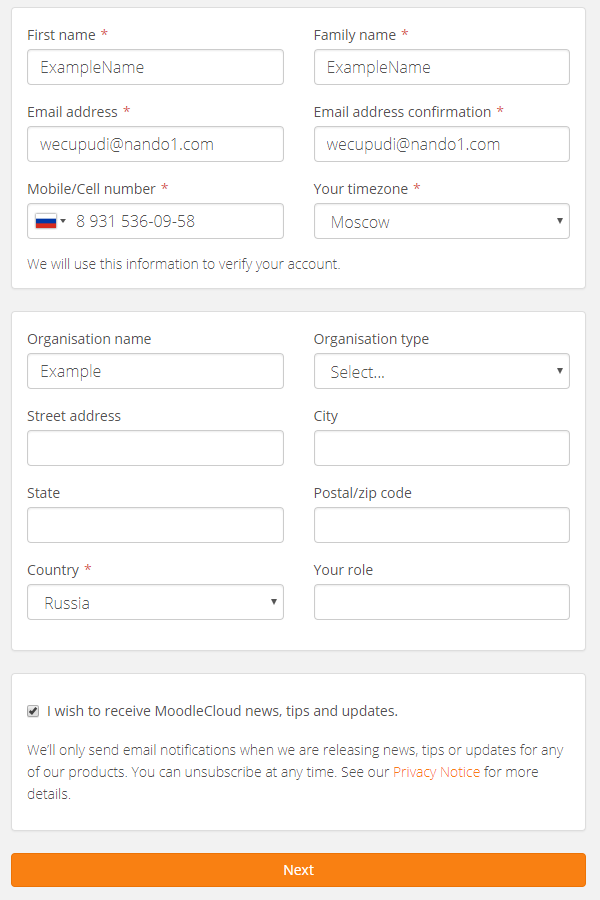 First name * Family name *
ExampleName ExampleName
Email address * Email address confirmation *
wecupudi@nando1.com wecupudi@nando1.com
Mobile/Cell number * Your timezone *
8 931 536-09-58 Moscow
We will use this information to verify your account.
Organisation name Organisation type
Example Select...
Street address City
State Postal/zip code
Country * Your role
Russia
I wish to receive MoodleCloud news, tips and updates.
We'll only send email notifications when we are releasing news, tips or updates for any
of our products. You can unsubscribe at any time. See our Privacy Notice for more
details.
Next